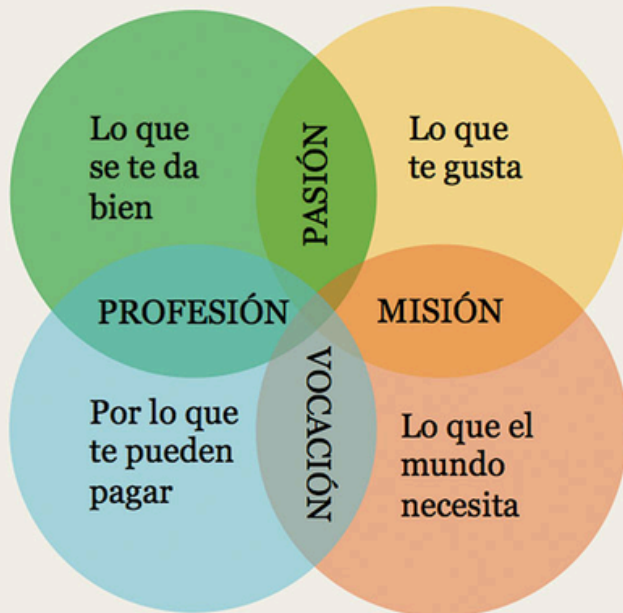 Lo que
se te da
bien
PASIÓN
Lo que
te gusta
PROFESIÓN
MISIÓN
Por lo que
te pueden
pagar
VOCACIÓN
Lo que el
mundo
necesita